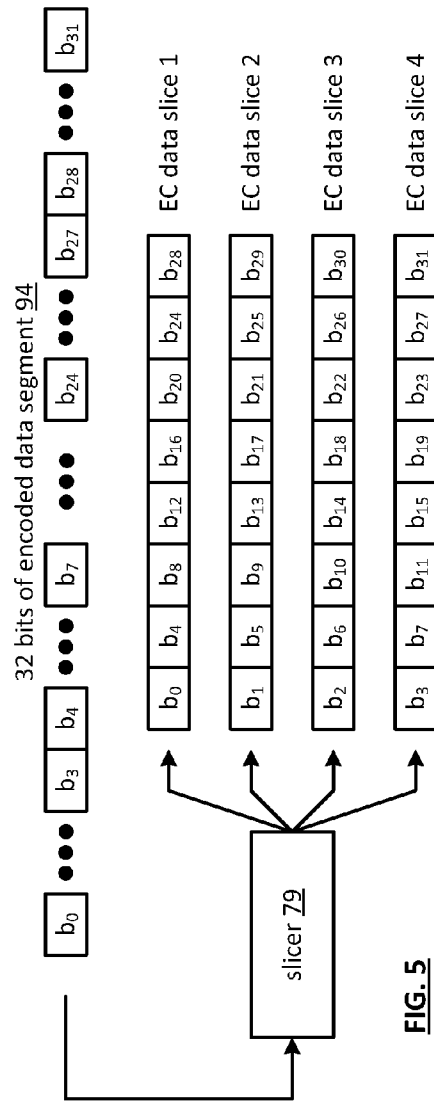 32 bits of encoded data segment 94
b0 ••• b3 b4 ••• b7 ••• b24 ••• b27 b28 ••• b31
b0 b4 b8 b12 b16 b20 b24 b28 EC data slice 1
b1 b5 b9 b13 b17 b21 b25 b29 EC data slice 2
b2 b6 b10 b14 b18 b22 b26 b30 EC data slice 3
b3 b7 b11 b15 b19 b23 b27 b31 EC data slice 4
slicer 79
FIG. 5